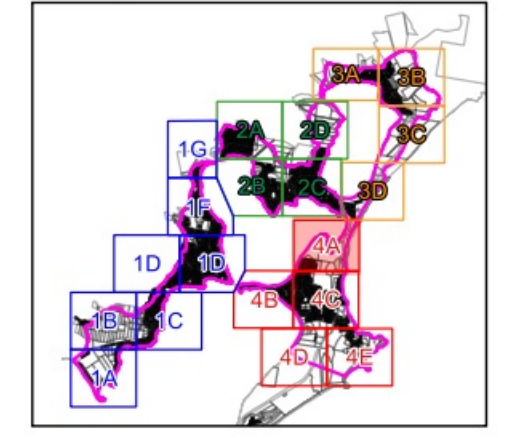 3A 3B
2A 2D 3C
1G
2B 2C 3D
1F
4A
1D 1D
4B 4C
1B 1C
4D 4E
1A